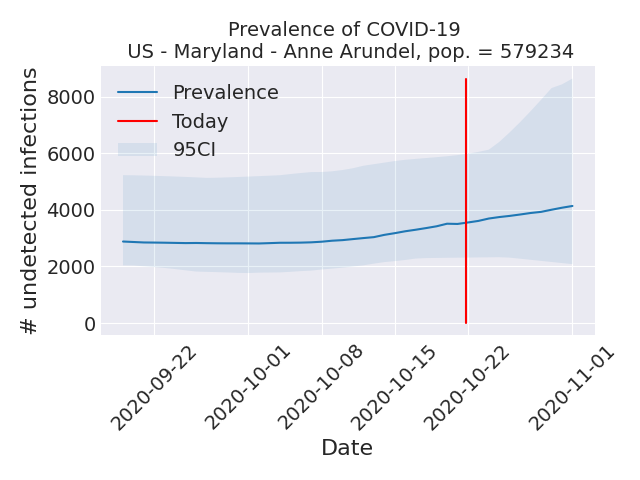 Prevalence of COVID-19
US - Maryland - Anne Arundel, pop. = 579234
Prevalence
Today
95CI
# undetected infections
8000
6000
4000
2000
0
2020-09-22
2020-10-01
2020-10-08
2020-10-15
2020-10-22
2020-11-01
Date